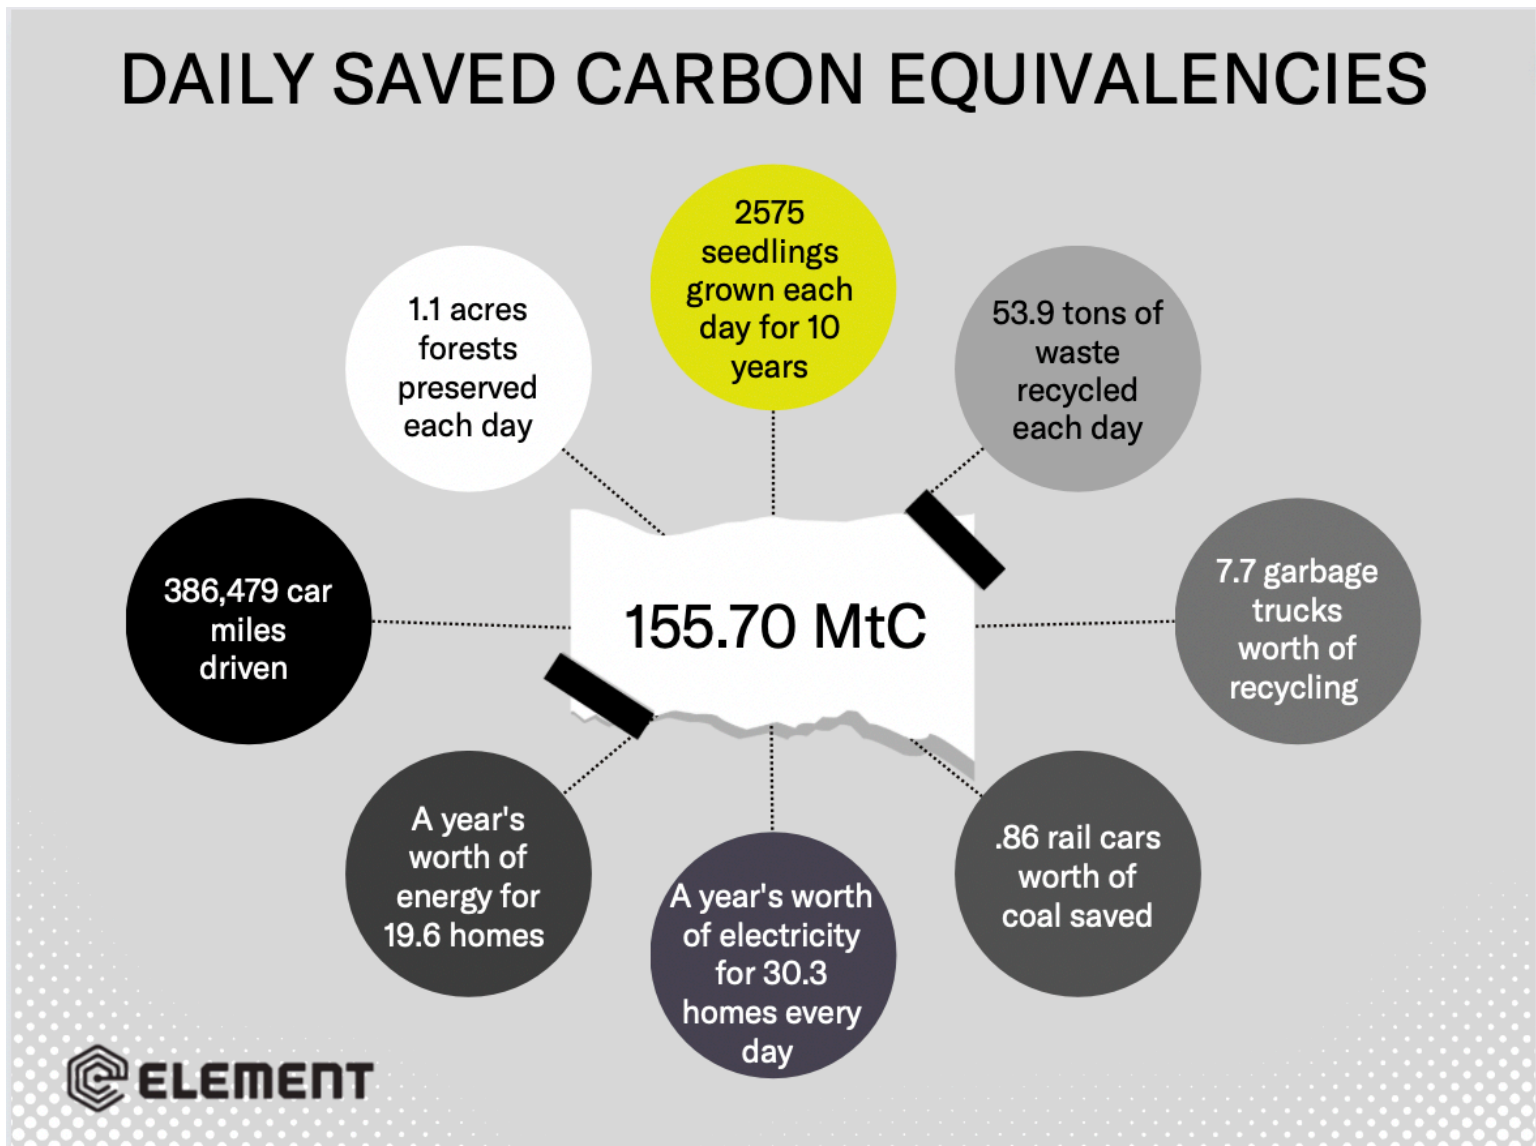 DAILY SAVED CARBON EQUIVALENCIES
2575
seedlings
grown each
day for 10
years
1.1 acres
forests
preserved
each day
53.9 tons of
waste
recycled
each day
386,479 car
miles
driven
155.70 MtC
7.7 garbage
trucks
worth of
recycling
A year's
worth of
energy for
19.6 homes
A year's worth
of electricity
for 30.3
homes every
day
.86 rail cars
worth of
coal saved
ELEMENT